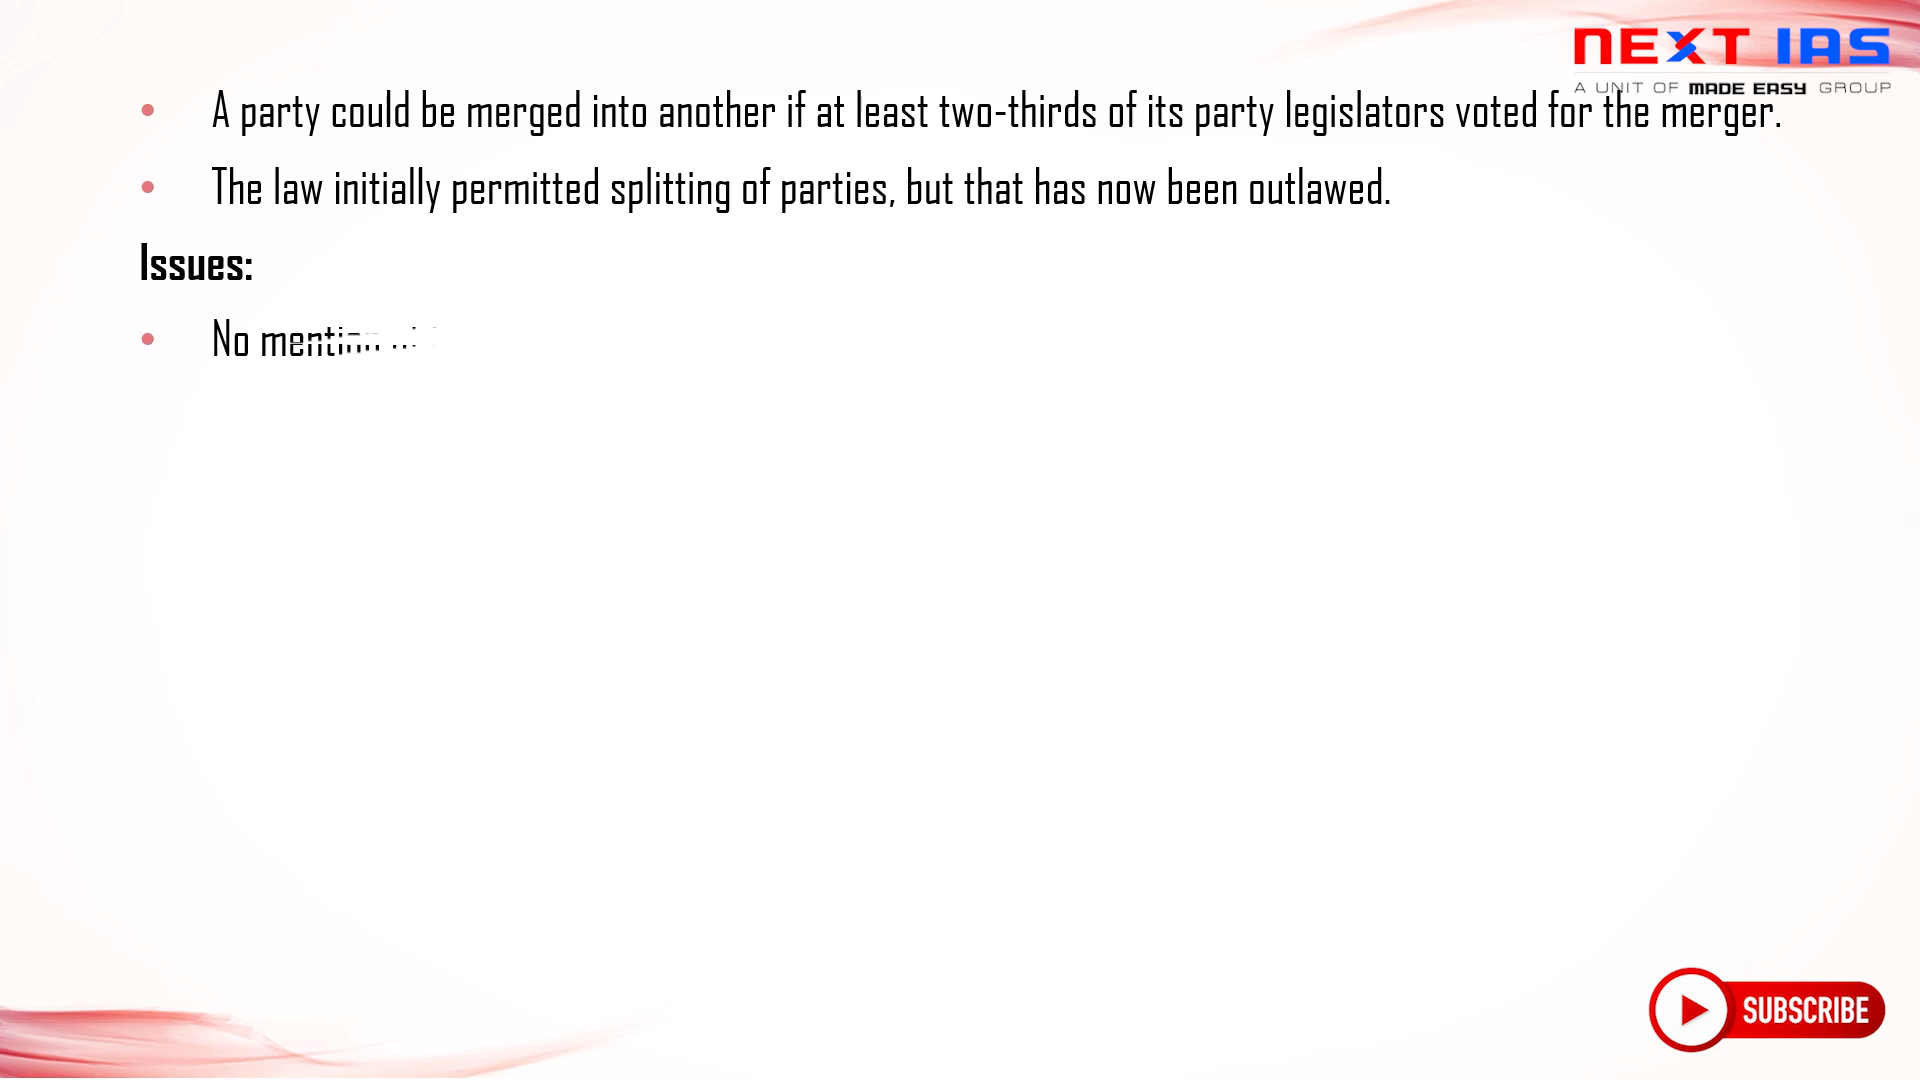 NEXT IAS
A UNIT OF MADE EASY GROUP
• A party could be merged into another if at least two-thirds of its party legislators voted for the merger.
• The law initially permitted splitting of parties, but that has now been outlawed.
Issues:
• No mention
SUBSCRIBE